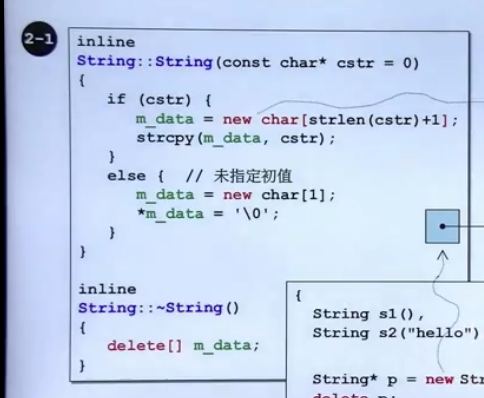 2-1
inline
String::String(const char* cstr = 0)
{
if (cstr) {
m_data = new char[strlen(cstr)+1];
strcpy(m_data, cstr);
}
else { // 未指定初值
m_data = new char[1];
*m_data = '\0';
}
}
inline
String::~String()
{
delete[] m_data;
}
{
String s1(),
String s2("hello")
String* p = new Str
delete p;